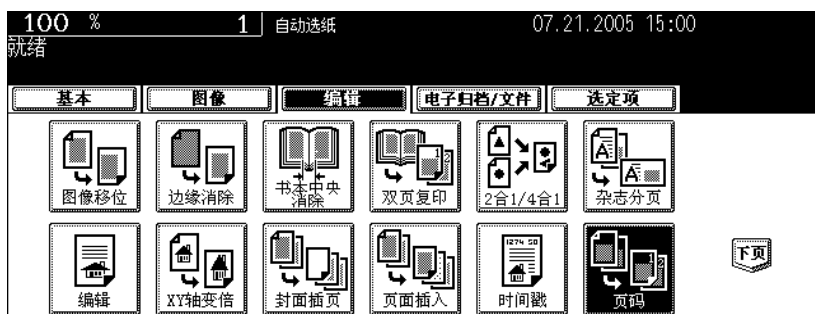 100 % 1 自动选纸 07.21.2005 15:00
就绪
基本 图像 编辑 电子归档/文件 选定项
图像移位 边缘消除 书本中央消除 双页复印 2合1/4合1 杂志分页
编辑 XY轴变倍 封面插页 页面插入 时间戳 页码 下页